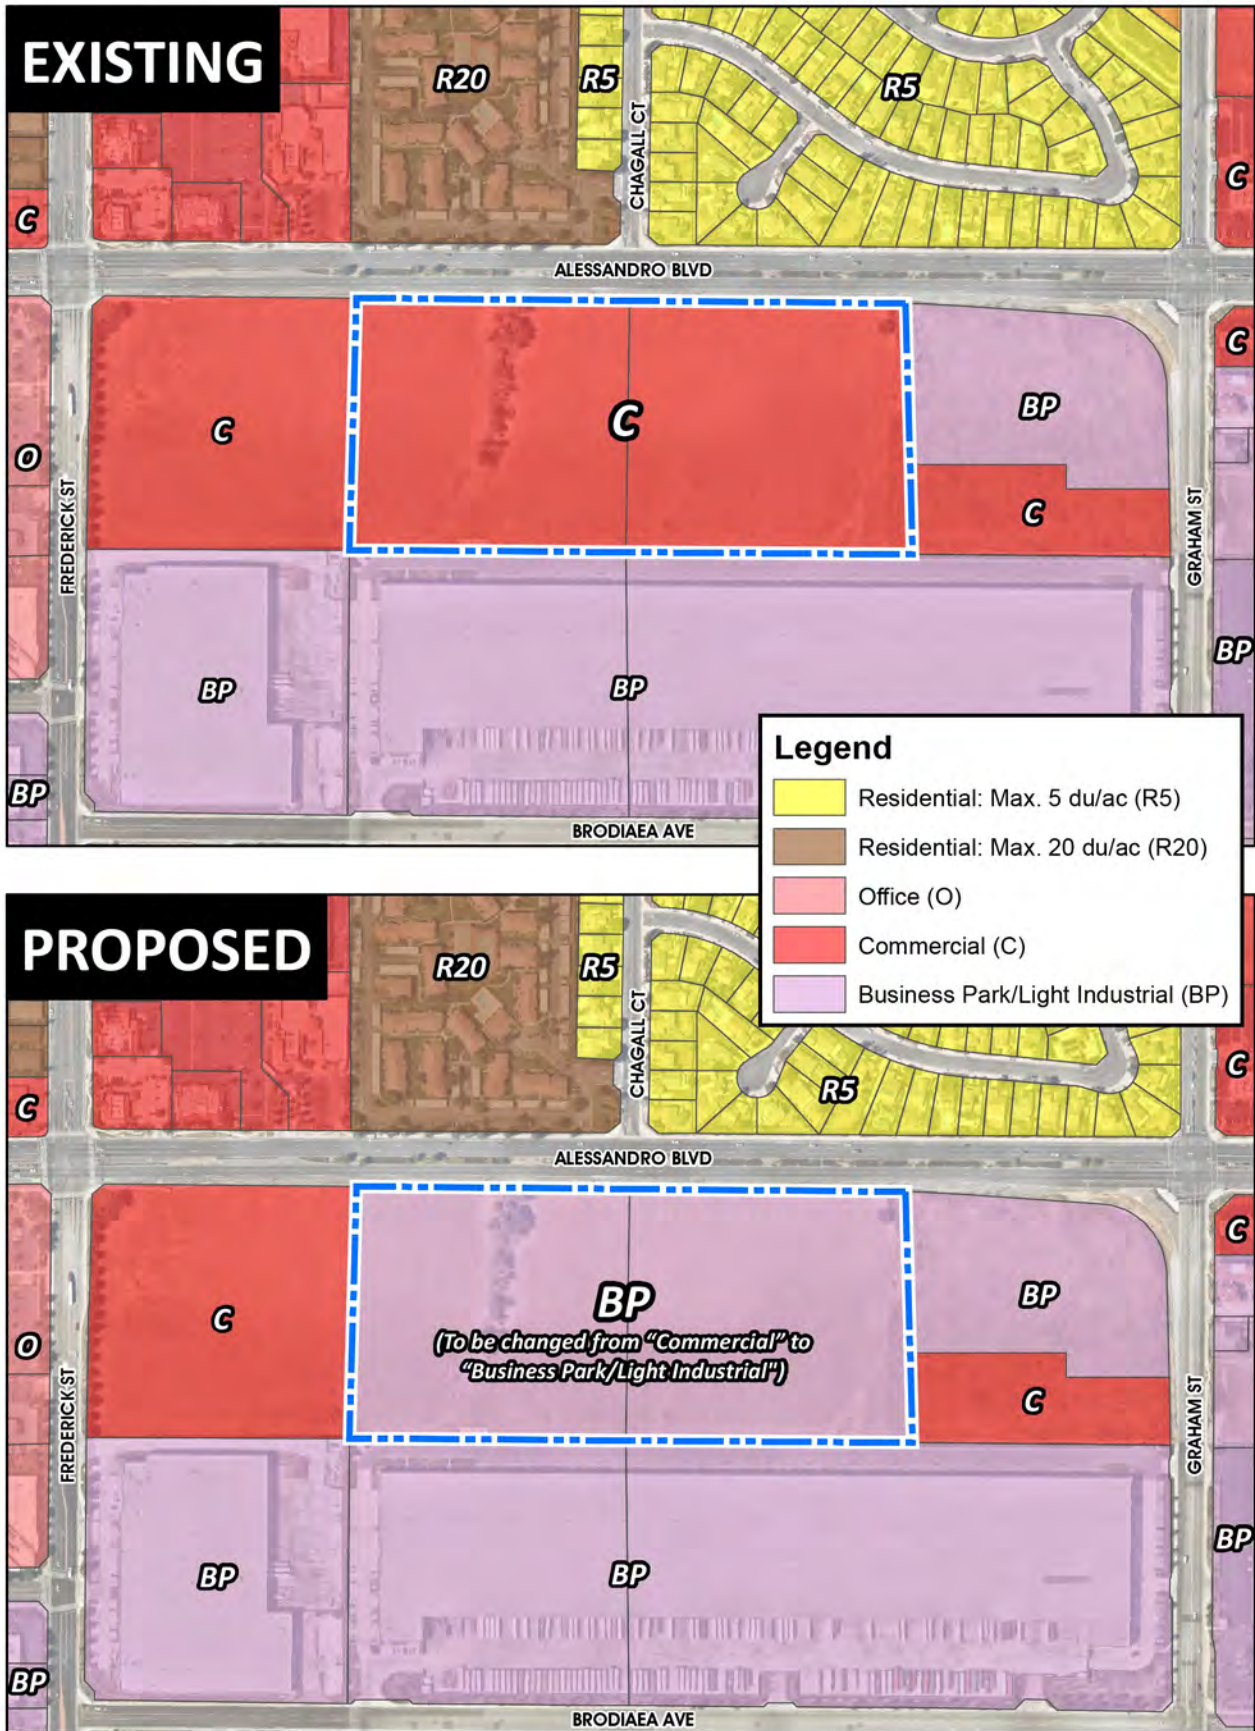 EXISTING
R20
R5
R5
CHAGALL CT
C
C
ALESSANDRO BLVD
C
C
BP
C
O
C
FREDERICK ST
GRAHAM ST
BP
BP
BP
BP
BRODIAEA AVE
Legend
Residential: Max. 5 du/ac (R5)
Residential: Max. 20 du/ac (R20)
Office (O)
Commercial (C)
Business Park/Light Industrial (BP)
PROPOSED
R20
R5
CHAGALL CT
R5
C
C
ALESSANDRO BLVD
C
BP
(To be changed from “Commercial” to
“Business Park/Light Industrial")
BP
C
C
O
FREDERICK ST
GRAHAM ST
BP
BP
BP
BP
BRODIAEA AVE